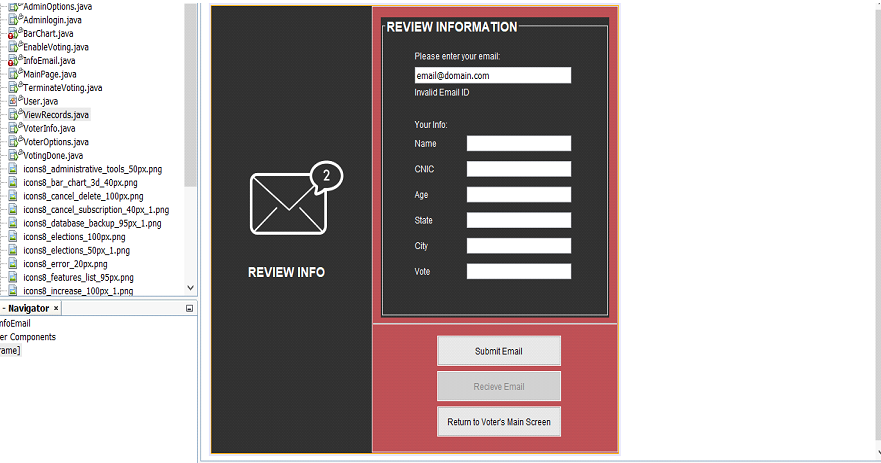 AdminOptions.java
Adminlogin.java
BarChart.java
EnableVoting.java
InfoEmail.java
MainPage.java
TerminateVoting.java
User.java
ViewRecords.java
VoterInfo.java
VoterOptions.java
VotingDone.java
icons8_administrative_tools_50px.png
icons8_bar_chart_3d_40px.png
icons8_cancel_delete_100px.png
icons8_cancel_subscription_40px_1.png
icons8_database_backup_95px_1.png
icons8_elections_100px.png
icons8_elections_50px_1.png
icons8_error_20px.png
icons8_features_list_95px.png
icons8_increase_100px_1.png
- Navigator ×
nfoEmail
er Components
rame]
2
REVIEW INFO
REVIEW INFORMATION
Please enter your email:
email@domain.com
Invalid Email ID
Your Info:
Name
CNIC
Age
State
City
Vote
Submit Email
Recieve Email
Return to Voter's Main Screen